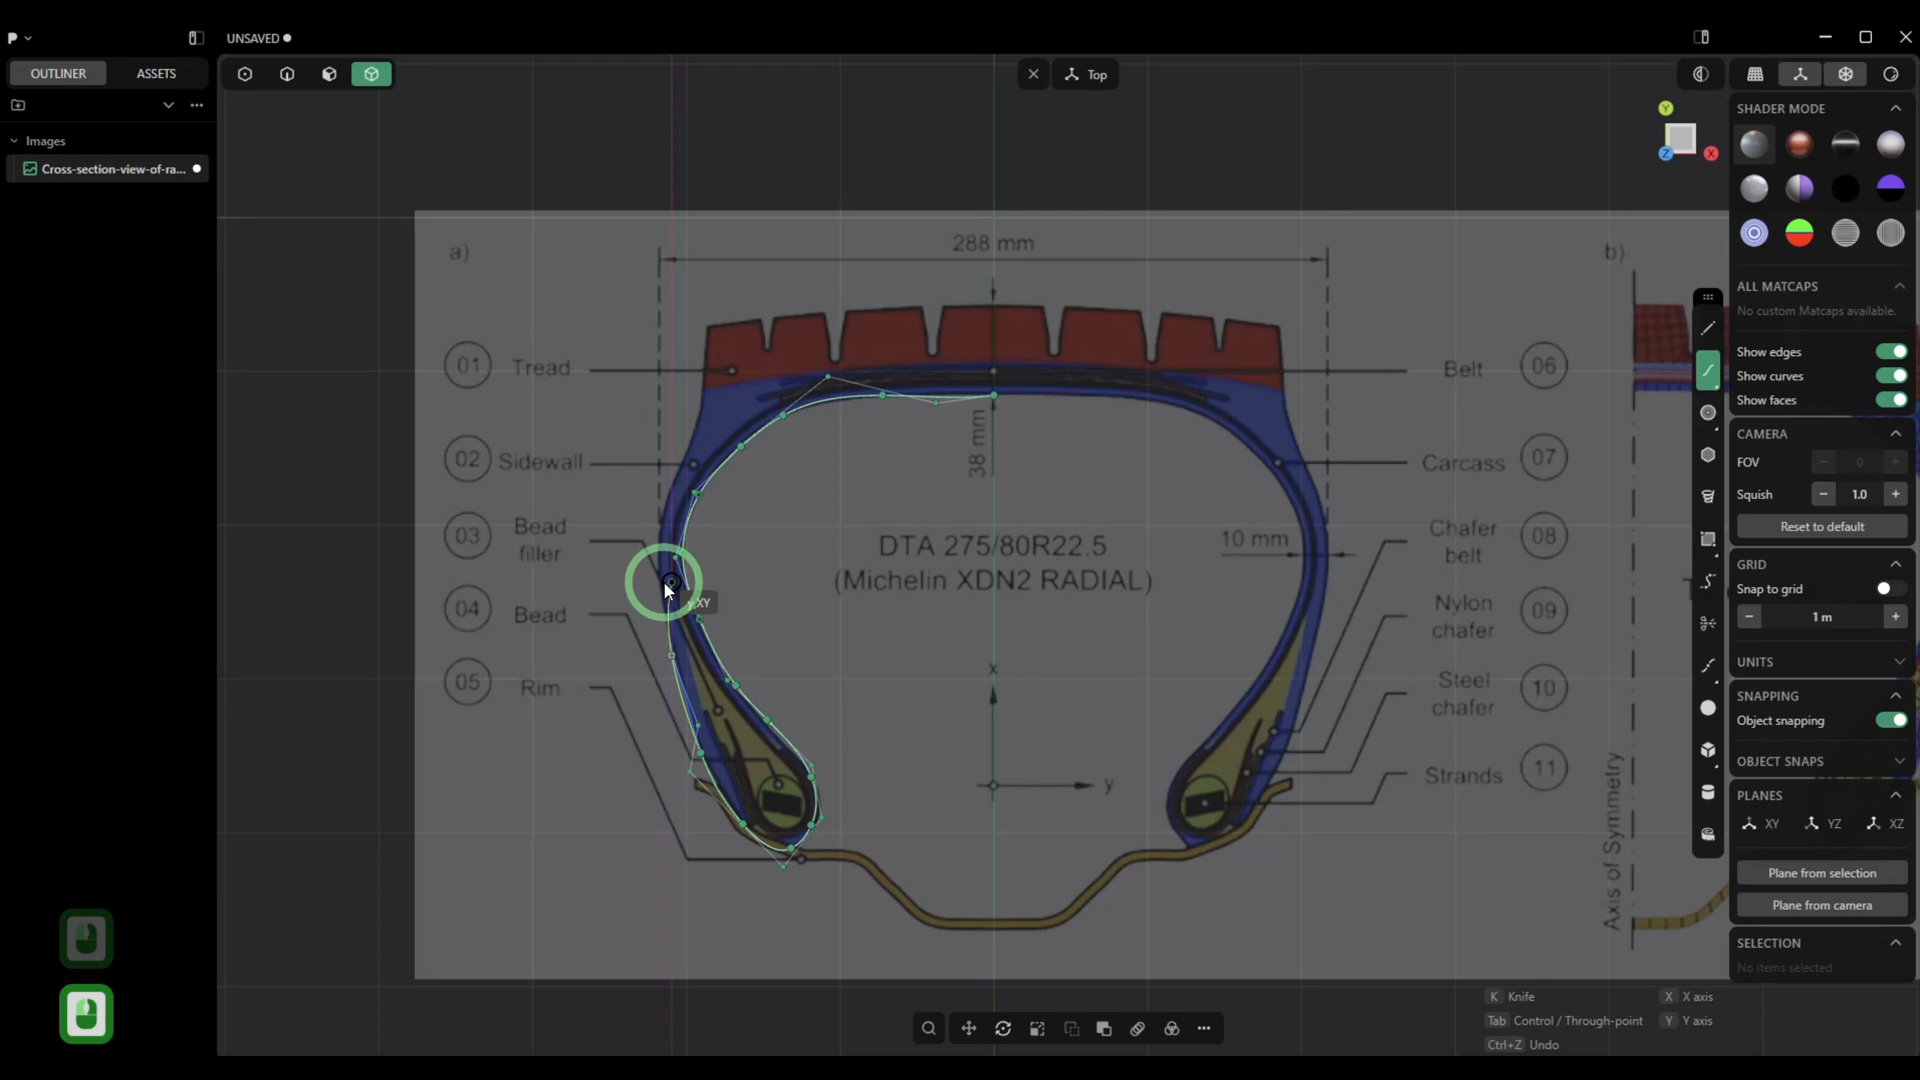 UNSAVED
OUTLINER
ASSETS
Images
Cross-section-view-of-ra...
Top
Y
Z
X
a)
288 mm
b)
01 Tread
02 Sidewall
03 Bead
filler
04 Bead
05 Rim
38 mm
DTA 275/80R22.5
(Michelin XDN2 RADIAL)
10 mm
x
y
XY
Belt 06
Carcass 07
Chafer
belt 08
Nylon
chafer 09
Steel
chafer 10
Strands 11
Axis of Symmetry
SHADER MODE
ALL MATCAPS
No custom Matcaps available.
Show edges
Show curves
Show faces
CAMERA
FOV
0
Squish
1.0
Reset to default
GRID
Snap to grid
1 m
UNITS
SNAPPING
Object snapping
OBJECT SNAPS
PLANES
XY
YZ
XZ
Plane from selection
Plane from camera
SELECTION
No items selected
K Knife
X X axis
Tab Control / Through-point
Y Y axis
Ctrl+Z Undo